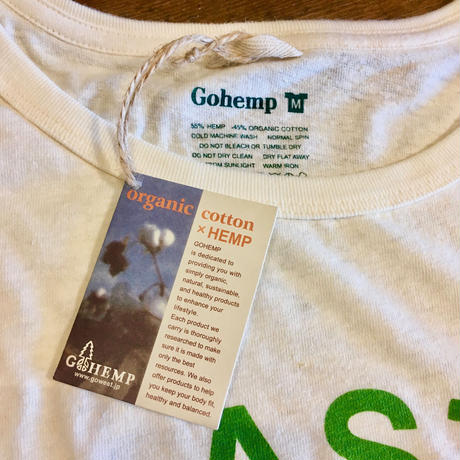 Gohemp M
55% HEMP 45% ORGANIC COTTON
COLD MACHINE WASH NORMAL SPIN
DO NOT BLEACH OR TUMBLE DRY
DO NOT DRY CLEAN DRY FLAT AWAY
FROM SUNLIGHT WARM IRON
organic cotton
× HEMP
GOHEMP
is dedicated to
providing you with
simply organic,
natural, sustainable,
and healthy products
to enhance your
lifestyle.
Each product we
carry is thoroughly
researched to make
sure it is made with
only the best
resources. We also
offer products to help
you keep your body fit,
healthy and balanced.
GOHEMP
www.gowest.jp
AST